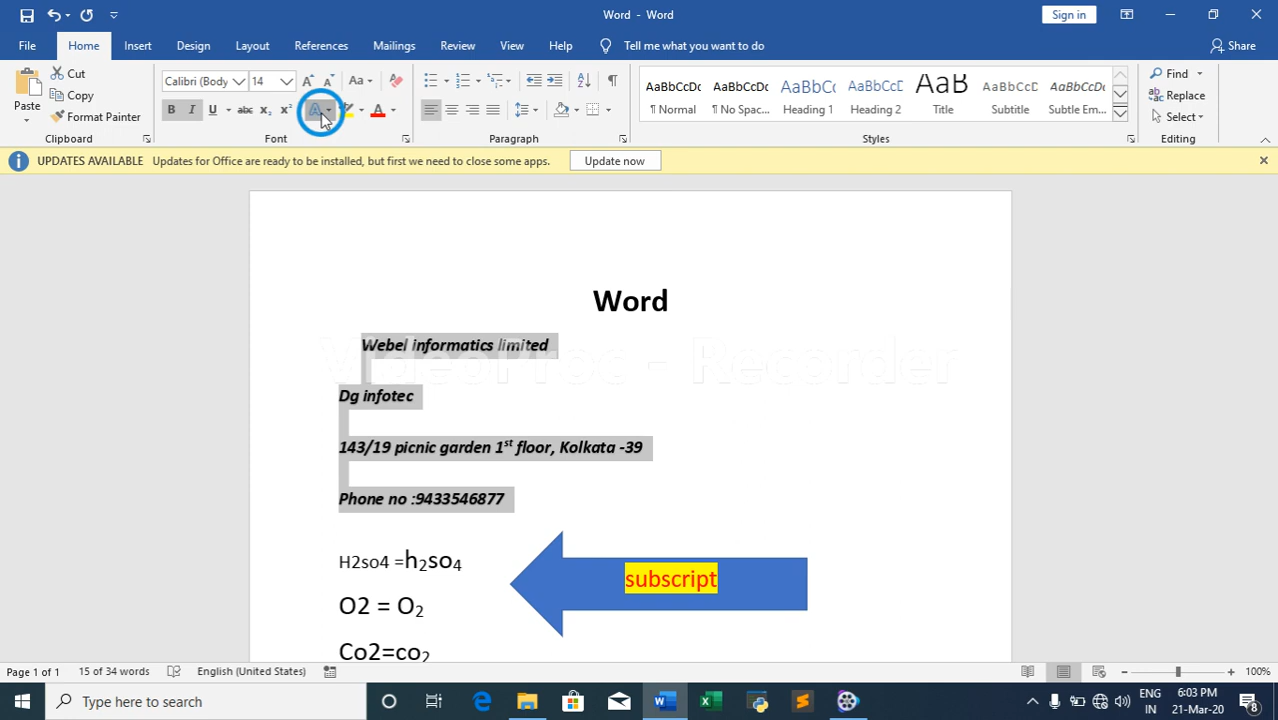 Word - Word
Sign in
File Home Insert Design Layout References Mailings Review View Help Tell me what you want to do Share
Paste
Cut
Copy
Format Painter
Clipboard
Calibri (Body 14
Font
Paragraph
AaBbCcDc AaBbCcDc AaBbCc AaBbCcD AaB AaBbCcD AaBbCcDc
¶ Normal ¶ No Spac... Heading 1 Heading 2 Title Subtitle Subtle Em...
Styles
Find
Replace
Select
Editing
UPDATES AVAILABLE Updates for Office are ready to be installed, but first we need to close some apps. Update now
Word
Webel informatics limited
VideoProc - Recorder
Dg infotec
143/19 picnic garden 1st floor, Kolkata -39
Phone no :9433546877
H2so4 =h₂so₄
subscript
O2 = O₂
Co2=co₂
Page 1 of 1 15 of 34 words English (United States) 100%
Type here to search
ENG
IN
6:03 PM
21-Mar-20
8